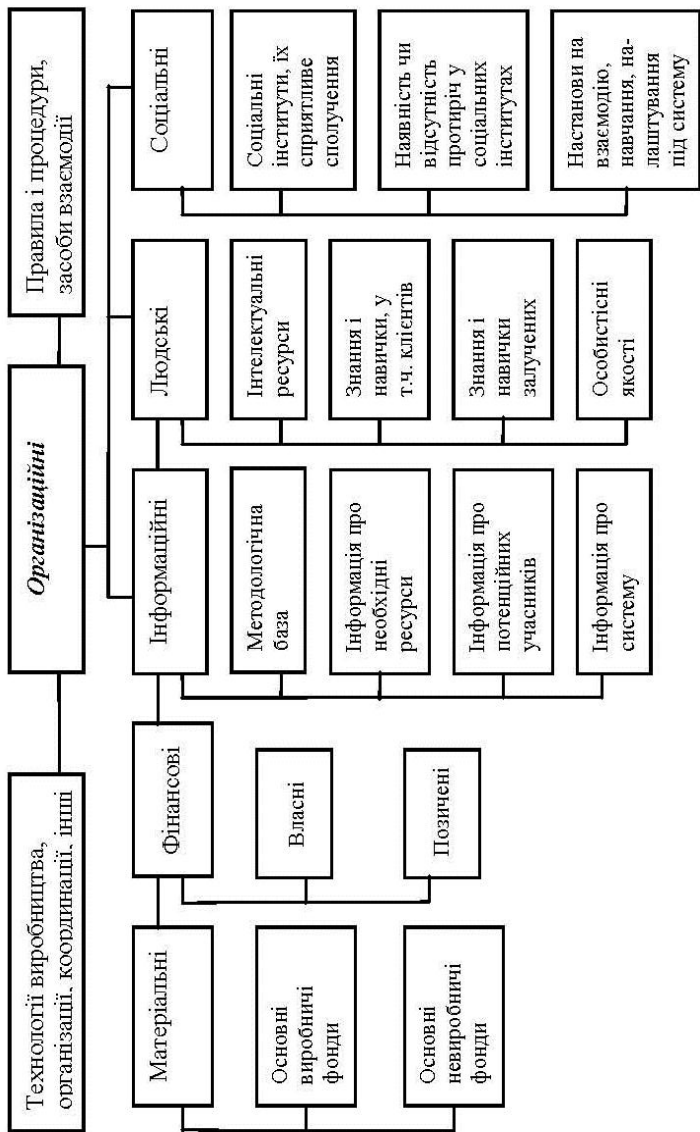 Технології виробництва,
організації, координації, інші
Організаційні
Правила і процедури,
засоби взаємодії
Матеріальні
Основні
виробничі
фонди
Основні
невиробничі
фонди
Фінансові
Власні
Позичені
Інформаційні
Методологічна
база
Інформація про
необхідні
ресурси
Інформація про
потенційних
учасників
Інформація про
систему
Людські
Інтелектуальні
ресурси
Знання і
навички, у
т.ч. клієнтів
Знання і
навички
залучених
Особистісні
якості
Соціальні
Соціальні
інститути, їх
сприятливе
сполучення
Наявність чи
відсутність
протиріч у
соціальних
інститутах
Настанови на
взаємодію,
навчання, на-
лаштування
під систему